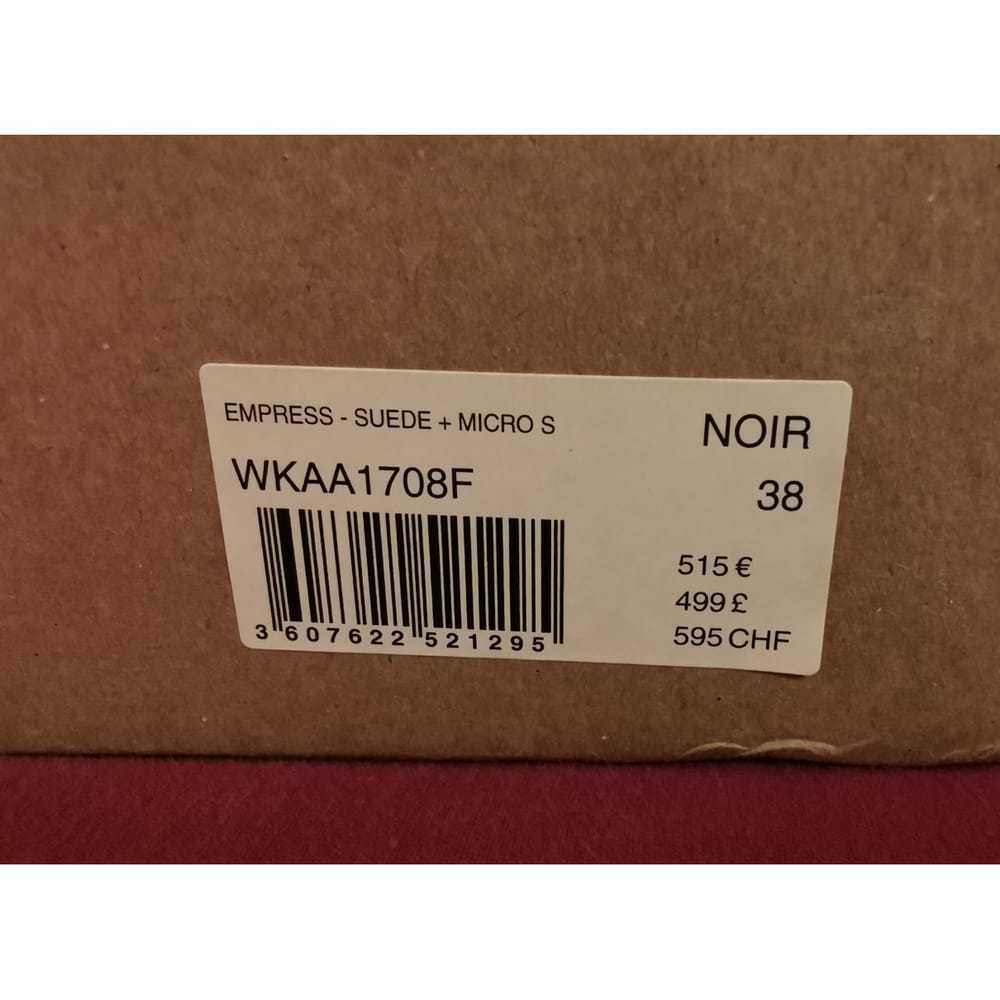 EMPRESS - SUEDE + MICRO S
WKAA1708F
3 607622 521295
NOIR
38
515 €
499 £
595 CHF